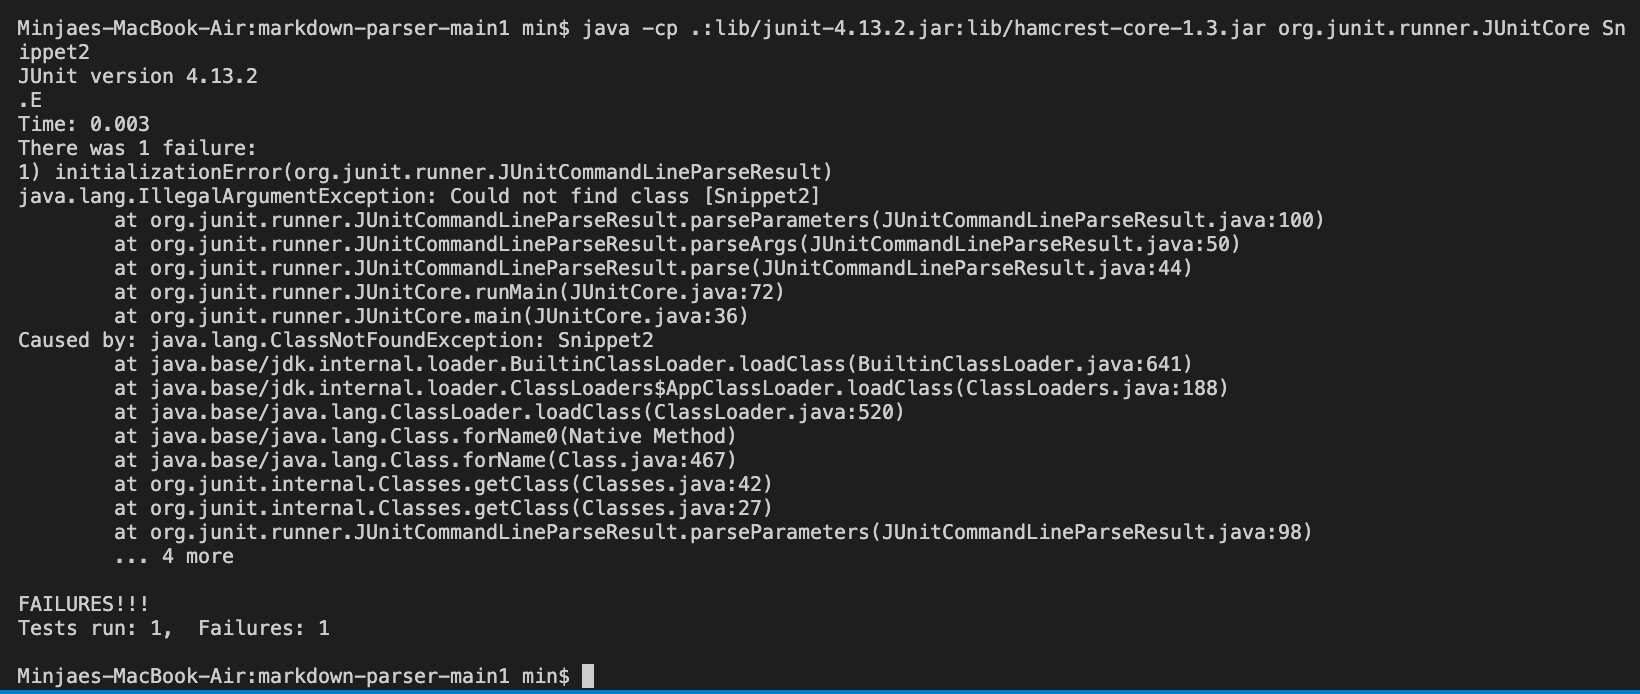 Minjaes-MacBook-Air:markdown-parser-main1 min$ java -cp .:lib/junit-4.13.2.jar:lib/hamcrest-core-1.3.jar org.junit.runner.JUnitCore Sn
ippet2
JUnit version 4.13.2
.E
Time: 0.003
There was 1 failure:
1) initializationError(org.junit.runner.JUnitCommandLineParseResult)
java.lang.IllegalArgumentException: Could not find class [Snippet2]
        at org.junit.runner.JUnitCommandLineParseResult.parseParameters(JUnitCommandLineParseResult.java:100)
        at org.junit.runner.JUnitCommandLineParseResult.parseArgs(JUnitCommandLineParseResult.java:50)
        at org.junit.runner.JUnitCommandLineParseResult.parse(JUnitCommandLineParseResult.java:44)
        at org.junit.runner.JUnitCore.runMain(JUnitCore.java:72)
        at org.junit.runner.JUnitCore.main(JUnitCore.java:36)
Caused by: java.lang.ClassNotFoundException: Snippet2
        at java.base/jdk.internal.loader.BuiltinClassLoader.loadClass(BuiltinClassLoader.java:641)
        at java.base/jdk.internal.loader.ClassLoaders$AppClassLoader.loadClass(ClassLoaders.java:188)
        at java.base/java.lang.ClassLoader.loadClass(ClassLoader.java:520)
        at java.base/java.lang.Class.forName0(Native Method)
        at java.base/java.lang.Class.forName(Class.java:467)
        at org.junit.internal.Classes.getClass(Classes.java:42)
        at org.junit.internal.Classes.getClass(Classes.java:27)
        at org.junit.runner.JUnitCommandLineParseResult.parseParameters(JUnitCommandLineParseResult.java:98)
        ... 4 more

FAILURES!!!
Tests run: 1,  Failures: 1

Minjaes-MacBook-Air:markdown-parser-main1 min$